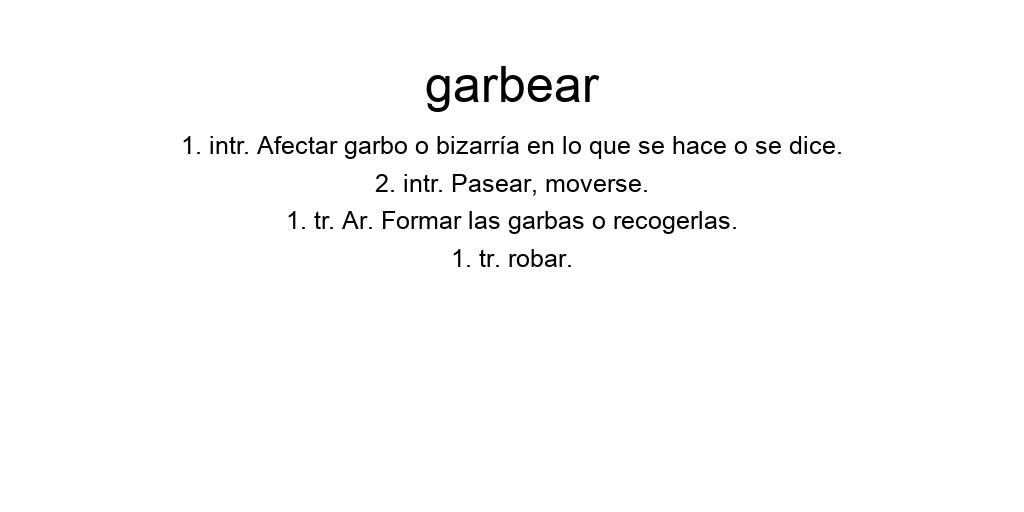 garbear
1. intr. Afectar garbo o bizarría en lo que se hace o se dice.
2. intr. Pasear, moverse.
1. tr. Ar. Formar las garbas o recogerlas.
1. tr. robar.